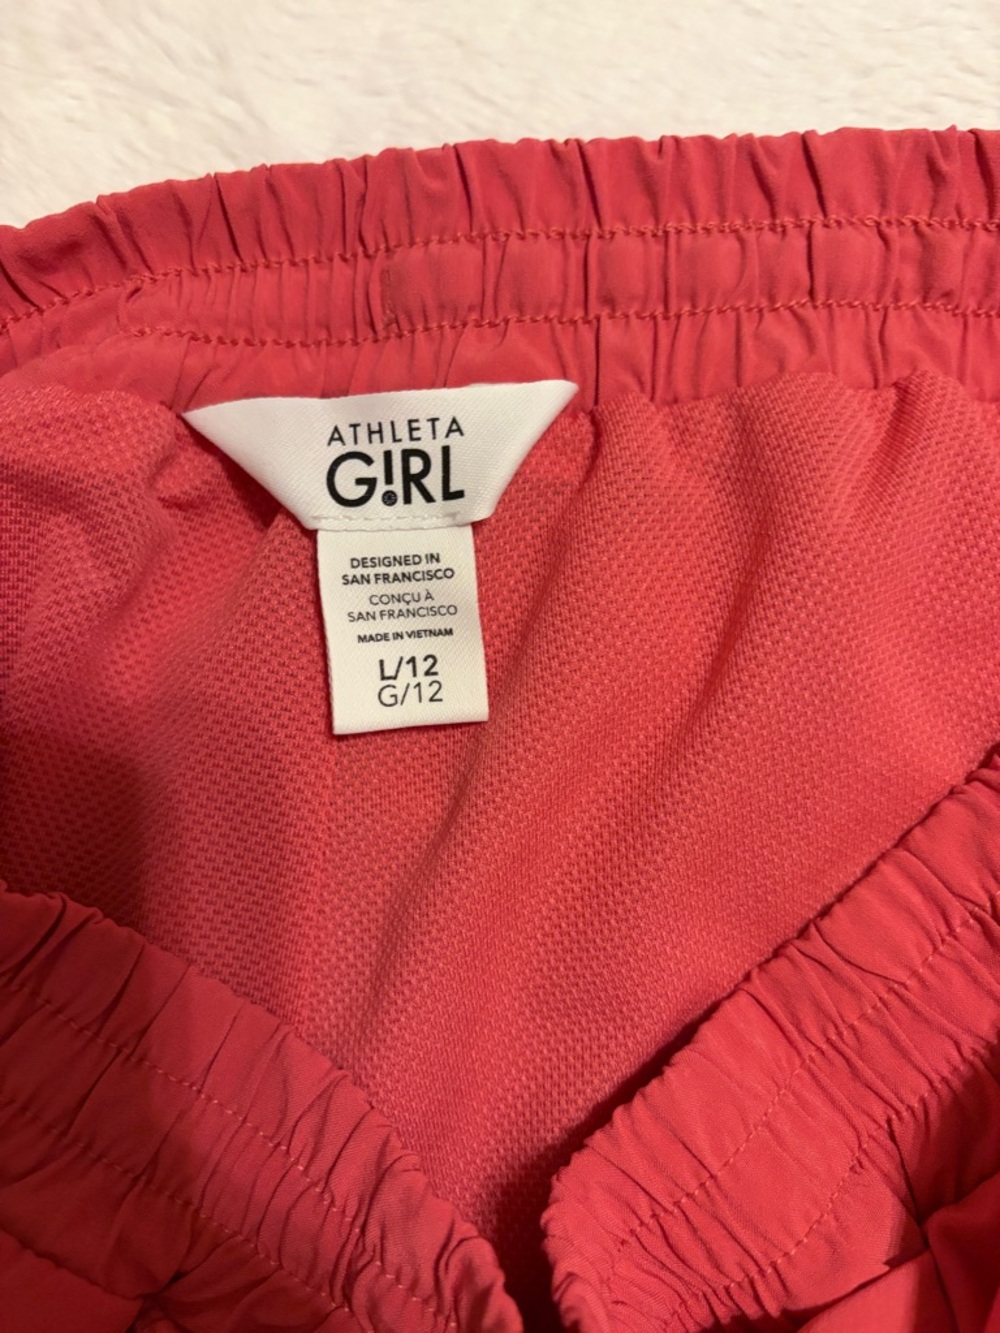 ATHLETA
G!RL
DESIGNED IN
SAN FRANCISCO
CONÇU À
SAN FRANCISCO
MADE IN VIETNAM
L/12
G/12